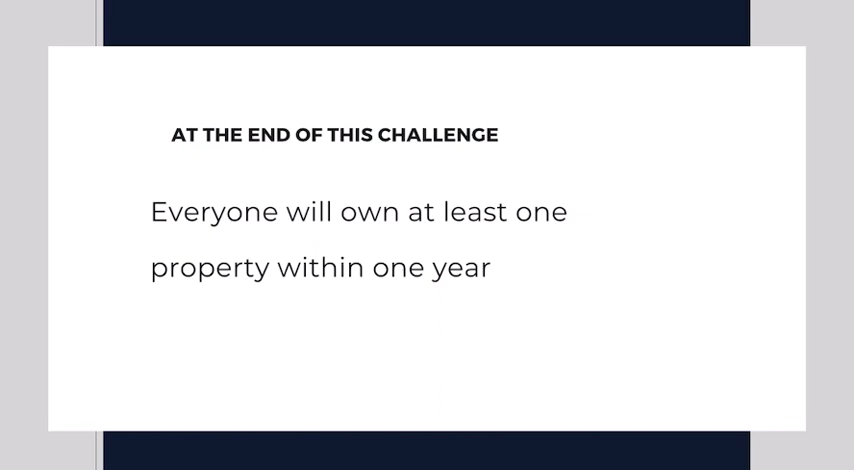 AT THE END OF THIS CHALLENGE
Everyone will own at least one
property within one year